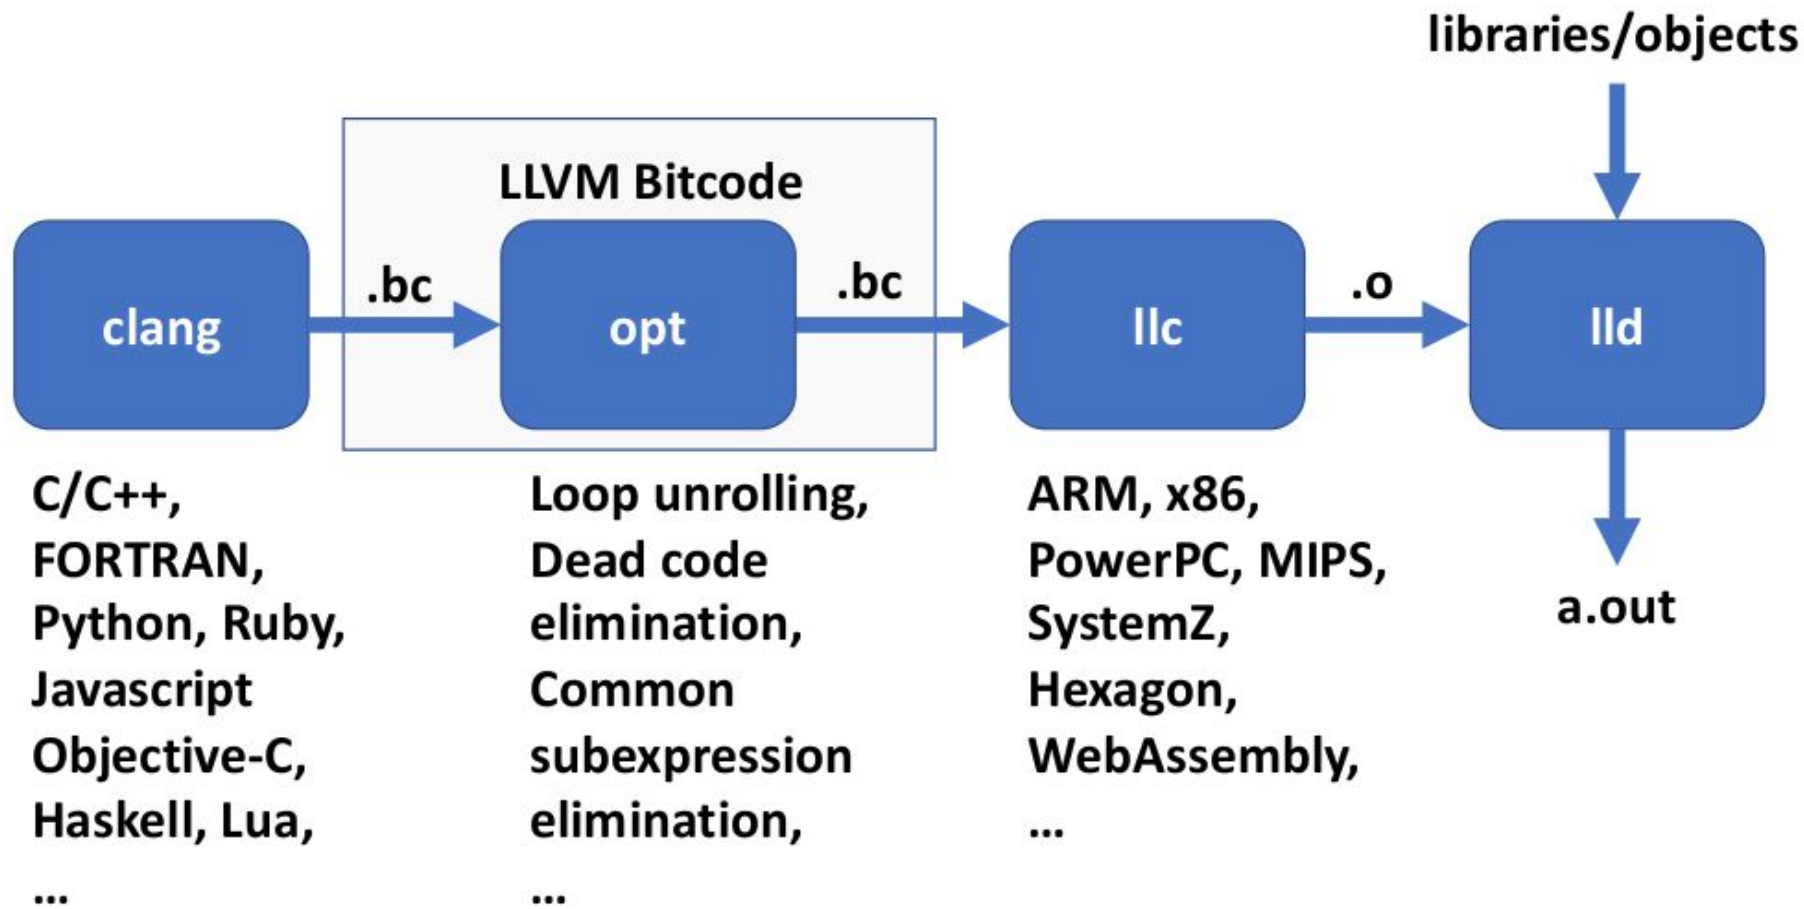 libraries/objects
LLVM Bitcode
clang
.bc
opt
.bc
llc
.o
lld
C/C++,
FORTRAN,
Python, Ruby,
Javascript
Objective-C,
Haskell, Lua,
...
Loop unrolling,
Dead code
elimination,
Common
subexpression
elimination,
...
ARM, x86,
PowerPC, MIPS,
SystemZ,
Hexagon,
WebAssembly,
...
a.out